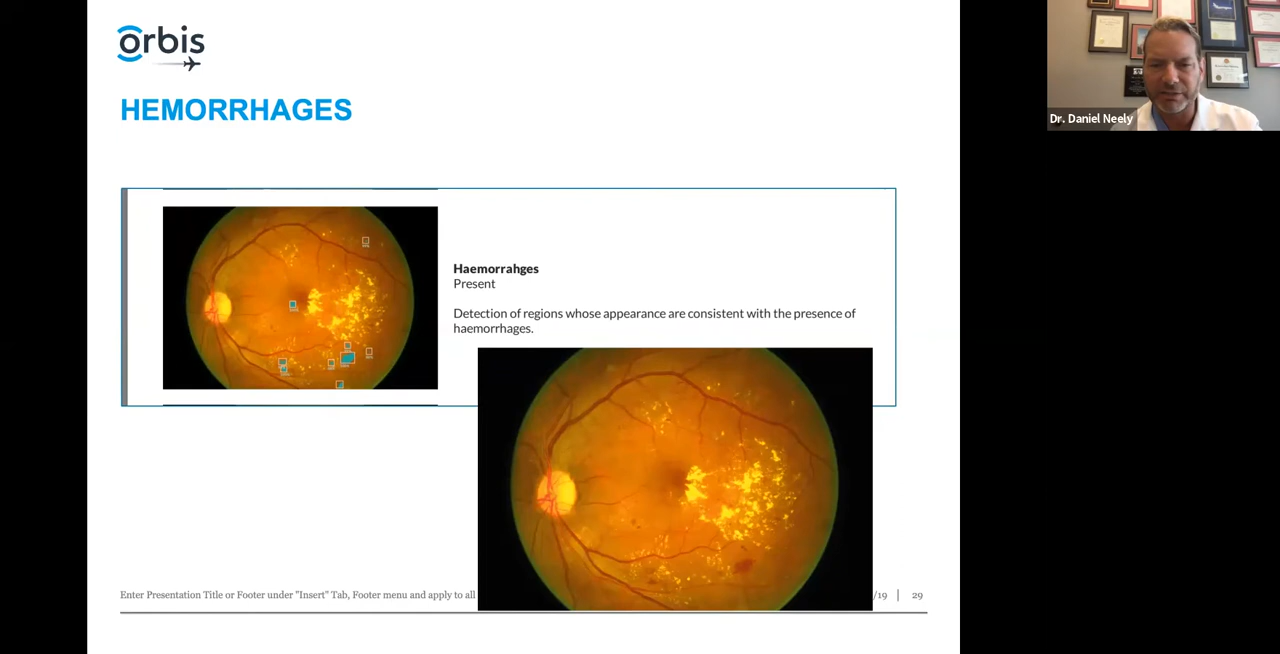 orbis
HEMORRHAGES
Dr. Daniel Neely
Haemorrahges
Present
Detection of regions whose appearance are consistent with the presence of
haemorrhages.
Enter Presentation Title or Footer under "Insert" Tab, Footer menu and apply to all
/19 | 29